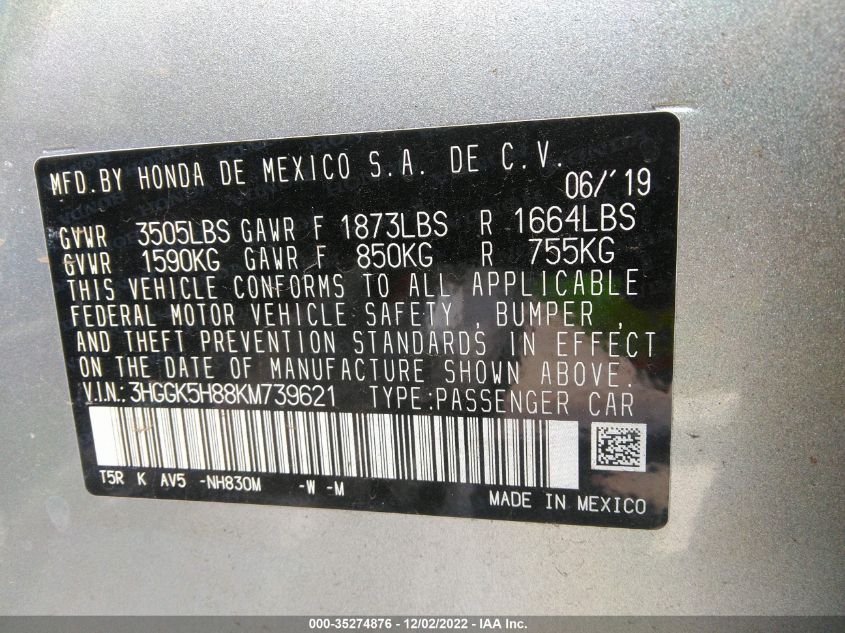 MFD.BY HONDA DE MEXICO S.A. DE C.V.
06/'19
GVWR 3505LBS GAWR F 1873LBS R 1664LBS
GVWR 1590KG GAWR F 850KG R 755KG
THIS VEHICLE CONFORMS TO ALL APPLICABLE
FEDERAL MOTOR VEHICLE SAFETY , BUMPER ,
AND THEFT PREVENTION STANDARDS IN EFFECT
ON THE DATE OF MANUFACTURE SHOWN ABOVE.
V.I.N.: 3HGGK5H88KM739621 TYPE:PASSENGER CAR
T5R K AV5 -NH830M -W -M
MADE IN MEXICO
000-35274876 - 12/02/2022 - IAA Inc.